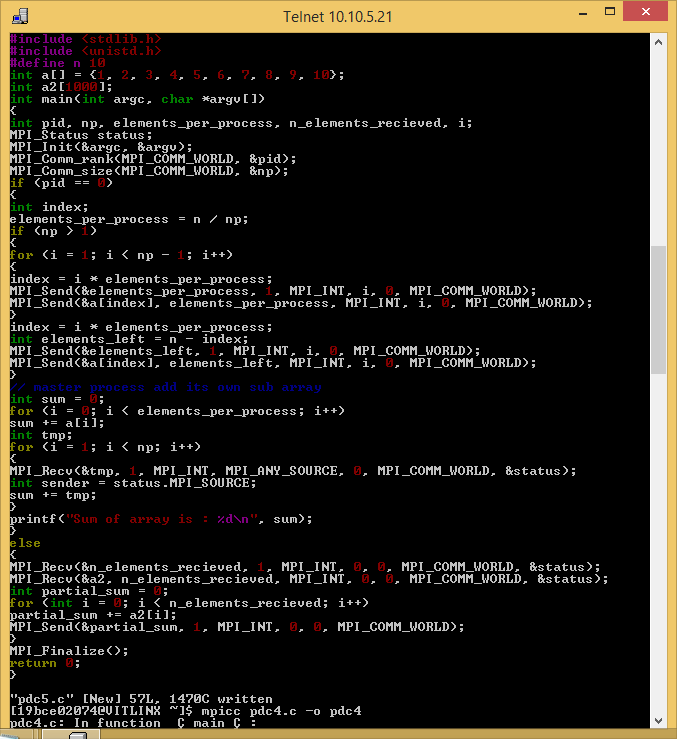 Telnet 10.10.5.21
#include <stdlib.h>
#include <unistd.h>
#define n 10
int a[] = {1, 2, 3, 4, 5, 6, 7, 8, 9, 10};
int a2[1000];
int main(int argc, char *argv[])
{
int pid, np, elements_per_process, n_elements_recieved, i;
MPI_Status status;
MPI_Init(&argc, &argv);
MPI_Comm_rank(MPI_COMM_WORLD, &pid);
MPI_Comm_size(MPI_COMM_WORLD, &np);
if (pid == 0)
{
int index;
elements_per_process = n / np;
if (np > 1)
{
for (i = 1; i < np - 1; i++)
{
index = i * elements_per_process;
MPI_Send(&elements_per_process, 1, MPI_INT, i, 0, MPI_COMM_WORLD);
MPI_Send(&a[index], elements_per_process, MPI_INT, i, 0, MPI_COMM_WORLD);
}
index = i * elements_per_process;
int elements_left = n - index;
MPI_Send(&elements_left, 1, MPI_INT, i, 0, MPI_COMM_WORLD);
MPI_Send(&a[index], elements_left, MPI_INT, i, 0, MPI_COMM_WORLD);
}
// master process add its own sub array
int sum = 0;
for (i = 0; i < elements_per_process; i++)
sum += a[i];
int tmp;
for (i = 1; i < np; i++)
{
MPI_Recv(&tmp, 1, MPI_INT, MPI_ANY_SOURCE, 0, MPI_COMM_WORLD, &status);
int sender = status.MPI_SOURCE;
sum += tmp;
}
printf("Sum of array is : %d\n", sum);
}
else
{
MPI_Recv(&n_elements_recieved, 1, MPI_INT, 0, 0, MPI_COMM_WORLD, &status);
MPI_Recv(&a2, n_elements_recieved, MPI_INT, 0, 0, MPI_COMM_WORLD, &status);
int partial_sum = 0;
for (int i = 0; i < n_elements_recieved; i++)
partial_sum += a2[i];
MPI_Send(&partial_sum, 1, MPI_INT, 0, 0, MPI_COMM_WORLD);
}
MPI_Finalize();
return 0;
}
"pdc5.c" [New] 57L, 1470C written
[19bce02074@VITLINX ~]$ mpicc pdc4.c -o pdc4
pdc4.c: In function Ç main Ç :